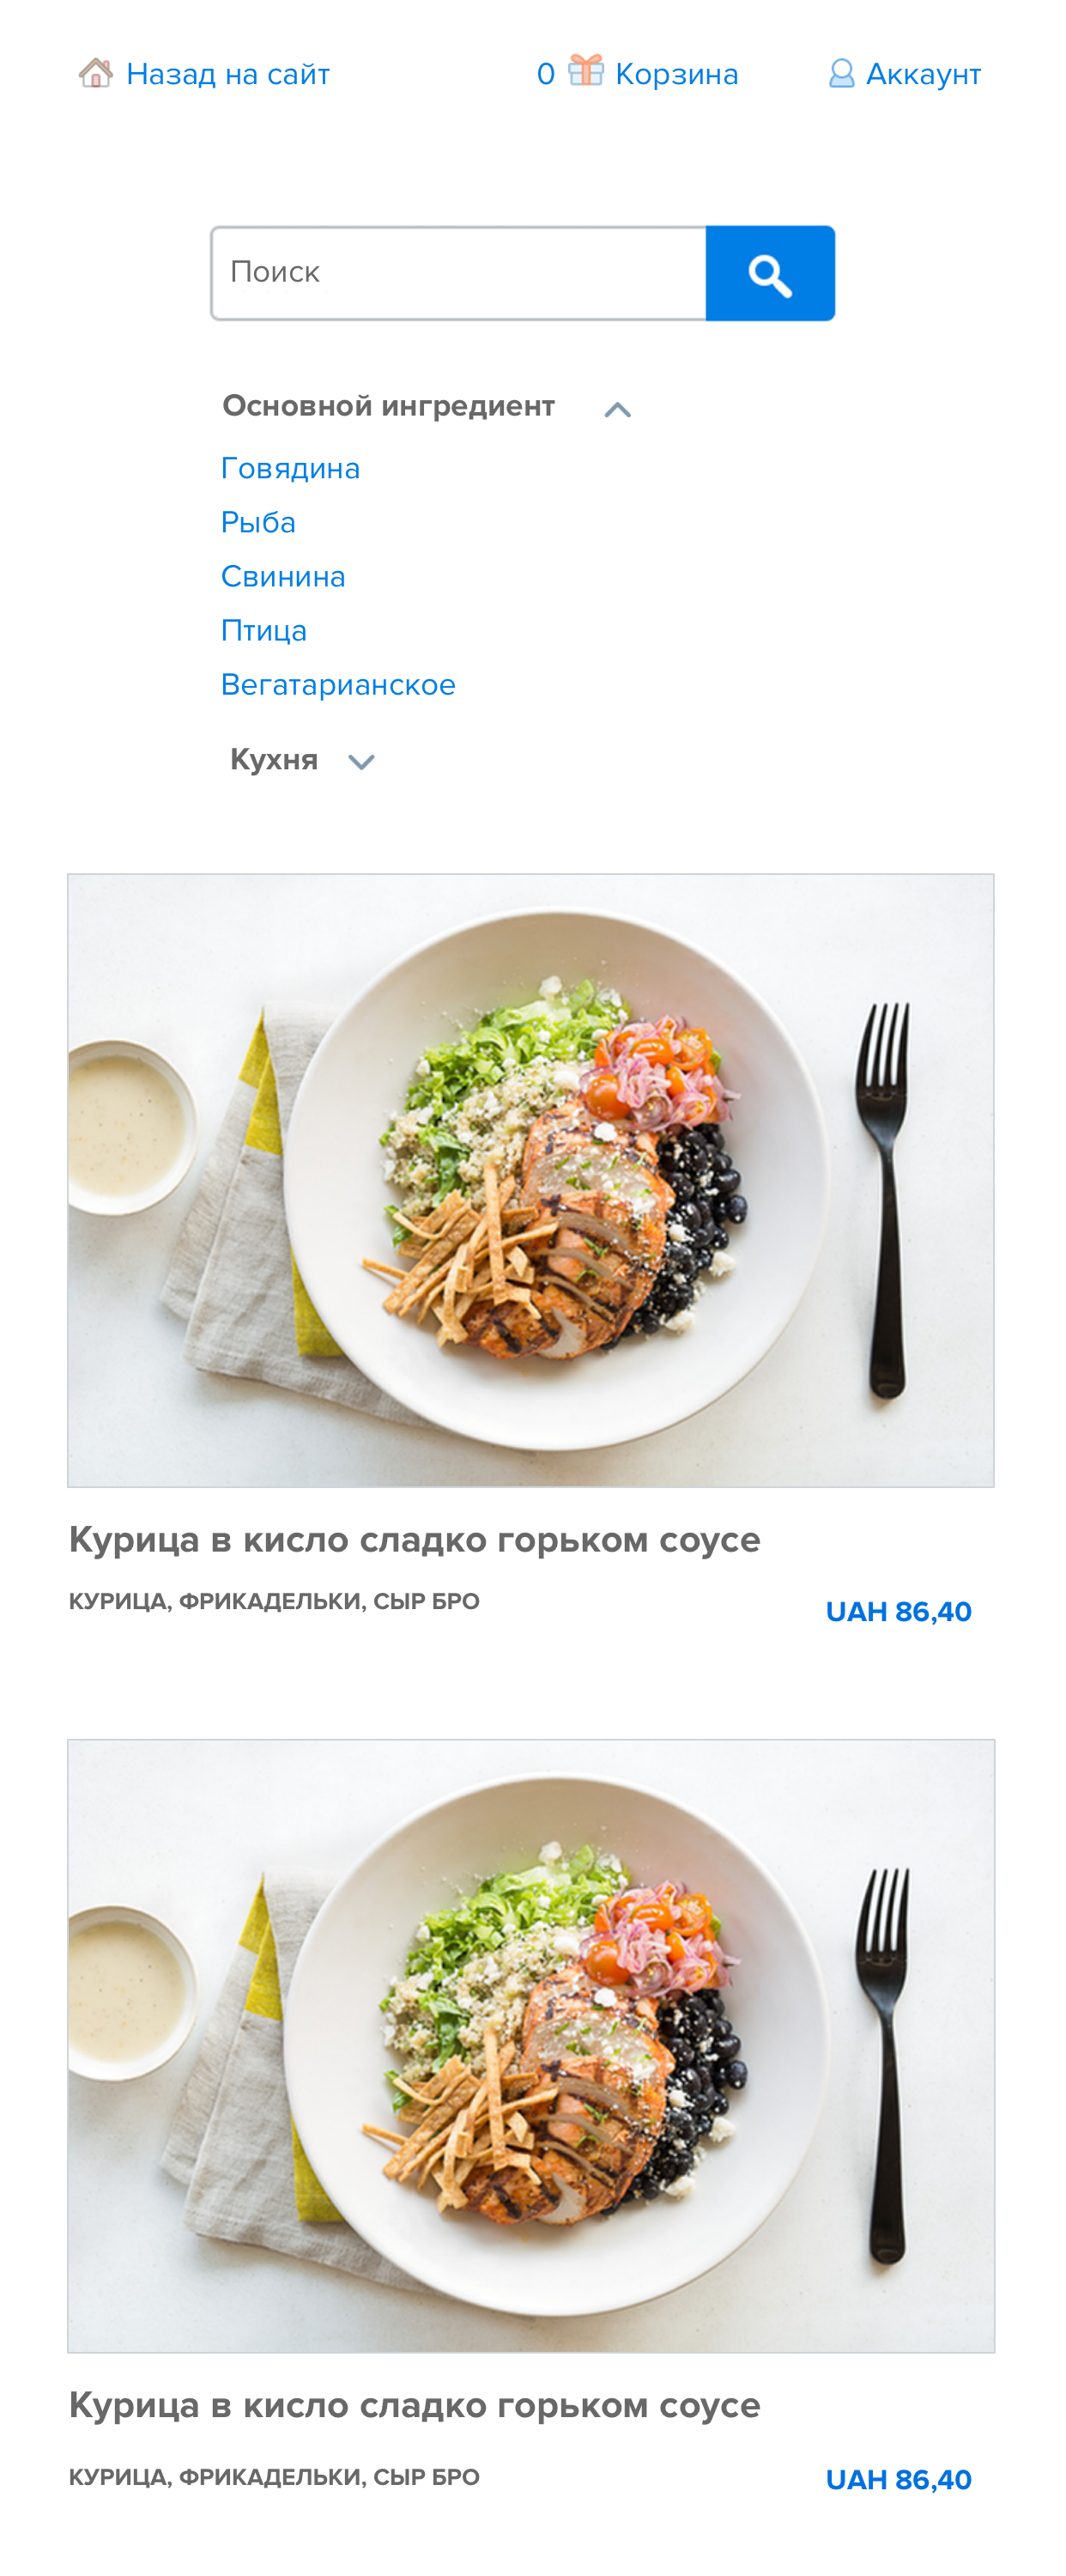 Назад на сайт 0 Корзина Аккаунт
Поиск
Основной ингредиент
Говядина
Рыба
Свинина
Птица
Вегатарианское
Кухня
Курица в кисло сладко горьком соусе
КУРИЦА, ФРИКАДЕЛЬКИ, СЫР БРО
UAH 86,40
Курица в кисло сладко горьком соусе
КУРИЦА, ФРИКАДЕЛЬКИ, СЫР БРО
UAH 86,40